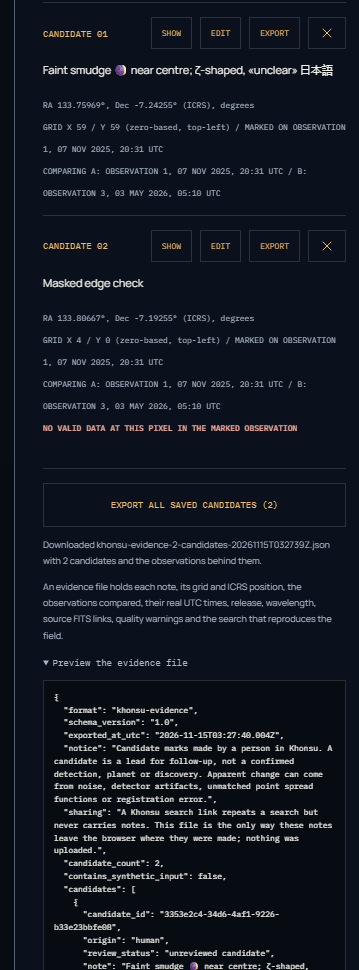 CANDIDATE 01 SHOW EDIT EXPORT ×
Faint smudge 🌒 near centre; ζ-shaped, «unclear» 日本語
RA 133.75969°, Dec -7.24255° (ICRS), degrees
GRID X 59 / Y 59 (zero-based, top-left) / MARKED ON OBSERVATION
1, 07 NOV 2025, 20:31 UTC
COMPARING A: OBSERVATION 1, 07 NOV 2025, 20:31 UTC / B:
OBSERVATION 3, 03 MAY 2026, 05:10 UTC
CANDIDATE 02 SHOW EDIT EXPORT ×
Masked edge check
RA 133.80667°, Dec -7.19255° (ICRS), degrees
GRID X 4 / Y 0 (zero-based, top-left) / MARKED ON OBSERVATION
1, 07 NOV 2025, 20:31 UTC
COMPARING A: OBSERVATION 1, 07 NOV 2025, 20:31 UTC / B:
OBSERVATION 3, 03 MAY 2026, 05:10 UTC
NO VALID DATA AT THIS PIXEL IN THE MARKED OBSERVATION
EXPORT ALL SAVED CANDIDATES (2)
Downloaded khonsu-evidence-2-candidates-20261115T032739Z.json
with 2 candidates and the observations behind them.
An evidence file holds each note, its grid and ICRS position, the
observations compared, their real UTC times, release, wavelength,
source FITS links, quality warnings and the search that reproduces the
field.
▼ Preview the evidence file
{
"format": "khonsu-evidence",
"schema_version": "1.0",
"exported_at_utc": "2026-11-15T03:27:40.004Z",
"notice": "Candidate marks made by a person in Khonsu. A
candidate is a lead for follow-up, not a confirmed
detection, planet or discovery. Apparent change can come
from noise, detector artifacts, unmatched point spread
functions or registration error.",
"sharing": "A Khonsu search link repeats a search but
never carries notes. This file is the only way these notes
leave the browser where they were made; nothing was
uploaded.",
"candidate_count": 2,
"contains_synthetic_input": false,
"candidates": [
{
"candidate_id": "3353e2c4-34d6-4af1-9226-
b33e23bbfe08",
"origin": "human",
"review_status": "unreviewed candidate",
"note": "Faint smudge 🌒 near centre; ζ-shaped,